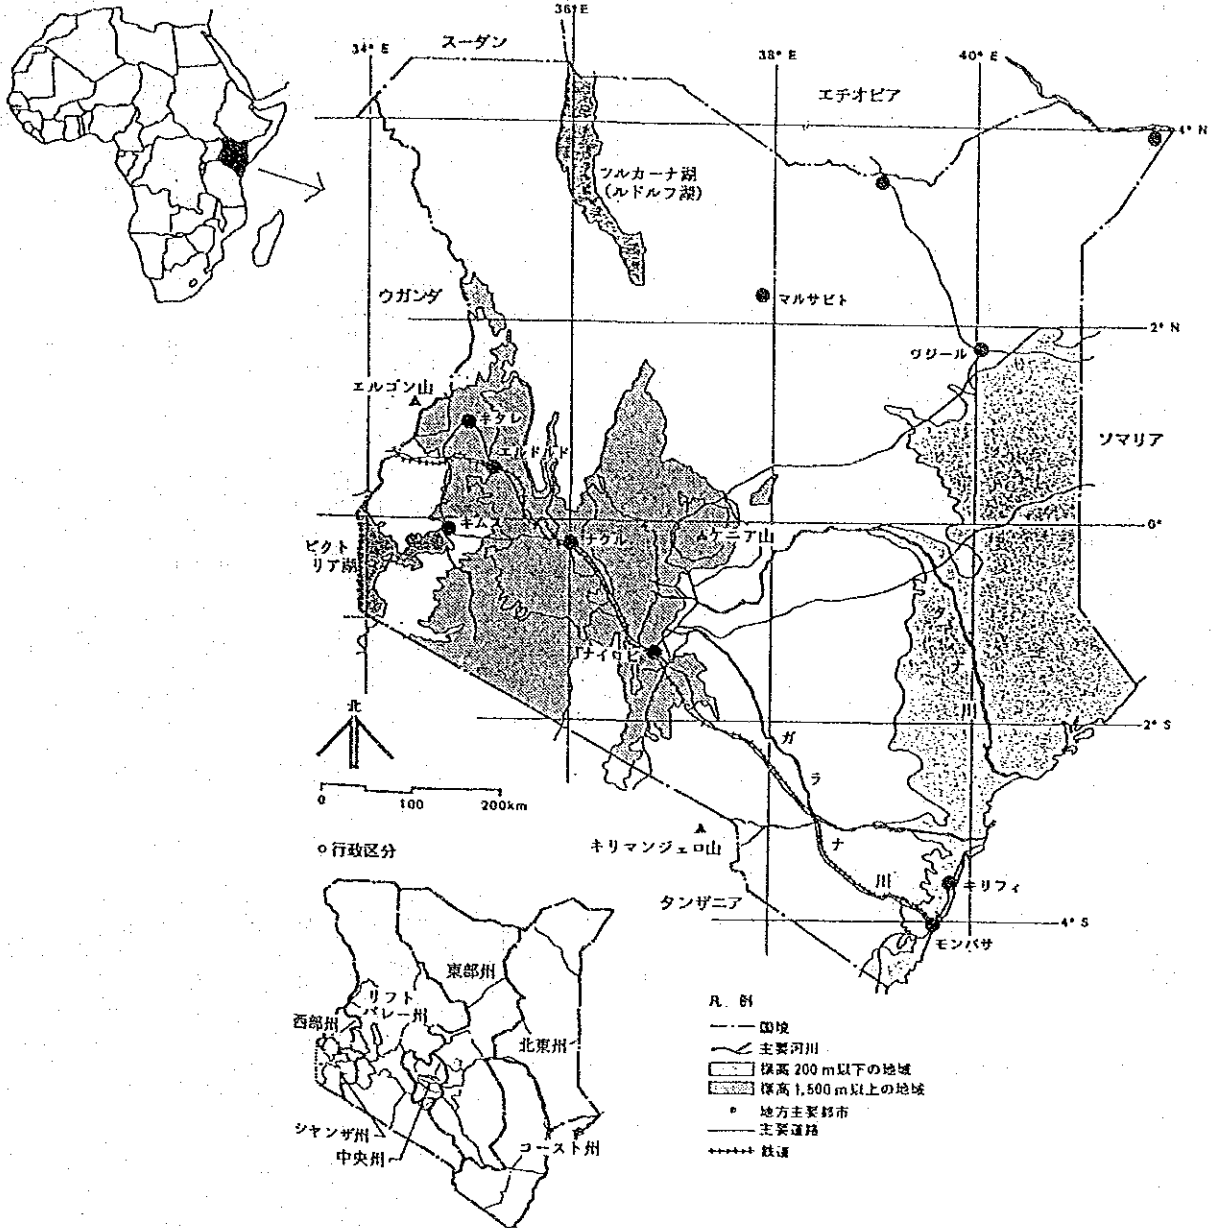 36° E
34° E
スーダン
38° E
40° E
エチオピア
4° N
ツルカーナ湖
(ルドルフ湖)
ウガンダ
マルサビト
2° N
ワジール
エルゴン山
キタレ
エルドルド
ソマリア
キムス
0°
ナクル
ケニア山
ビクト
リア湖
タナ川
ナイロビ
北
2° S
ガラナ川
0 100 200km
キリマンジェロ山
○行政区分
タンザニア
キリフィ
4° S
モンバサ
東部州
リフト
バレー州
西部州
北東州
シャンザ州
中央州
コースト州
凡 例
国境
主要河川
標高 200 m以下の地域
標高 1,500 m以上の地域
地方主要都市
主要道路
鉄道